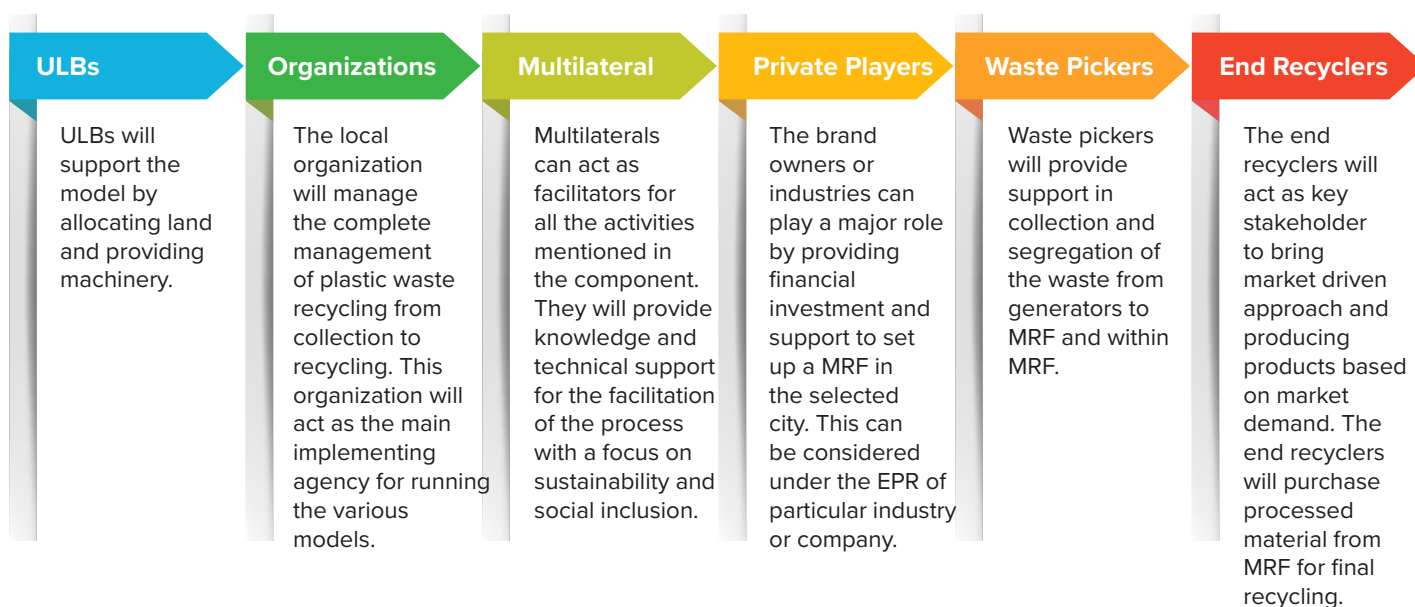 ULBs
ULBs will
support the
model by
allocating land
and providing
machinery.
Organizations
The local
organization
will manage
the complete
management
of plastic waste
recycling from
collection to
recycling. This
organization will
act as the main
implementing
agency for running
the various
models.
Multilateral
Multilaterals
can act as
facilitators for
all the activities
mentioned in
the component.
They will provide
knowledge and
technical support
for the facilitation
of the process
with a focus on
sustainability and
social inclusion.
Private Players
The brand
owners or
industries can
play a major role
by providing
financial
investment and
support to set
up a MRF in
the selected
city. This can
be considered
under the EPR of
particular industry
or company.
Waste Pickers
Waste pickers
will provide
support in
collection and
segregation of
the waste from
generators to
MRF and within
MRF.
End Recyclers
The end
recyclers will
act as key
stakeholder
to bring
market driven
approach and
producing
products based
on market
demand. The
end recyclers
will purchase
processed
material from
MRF for final
recycling.